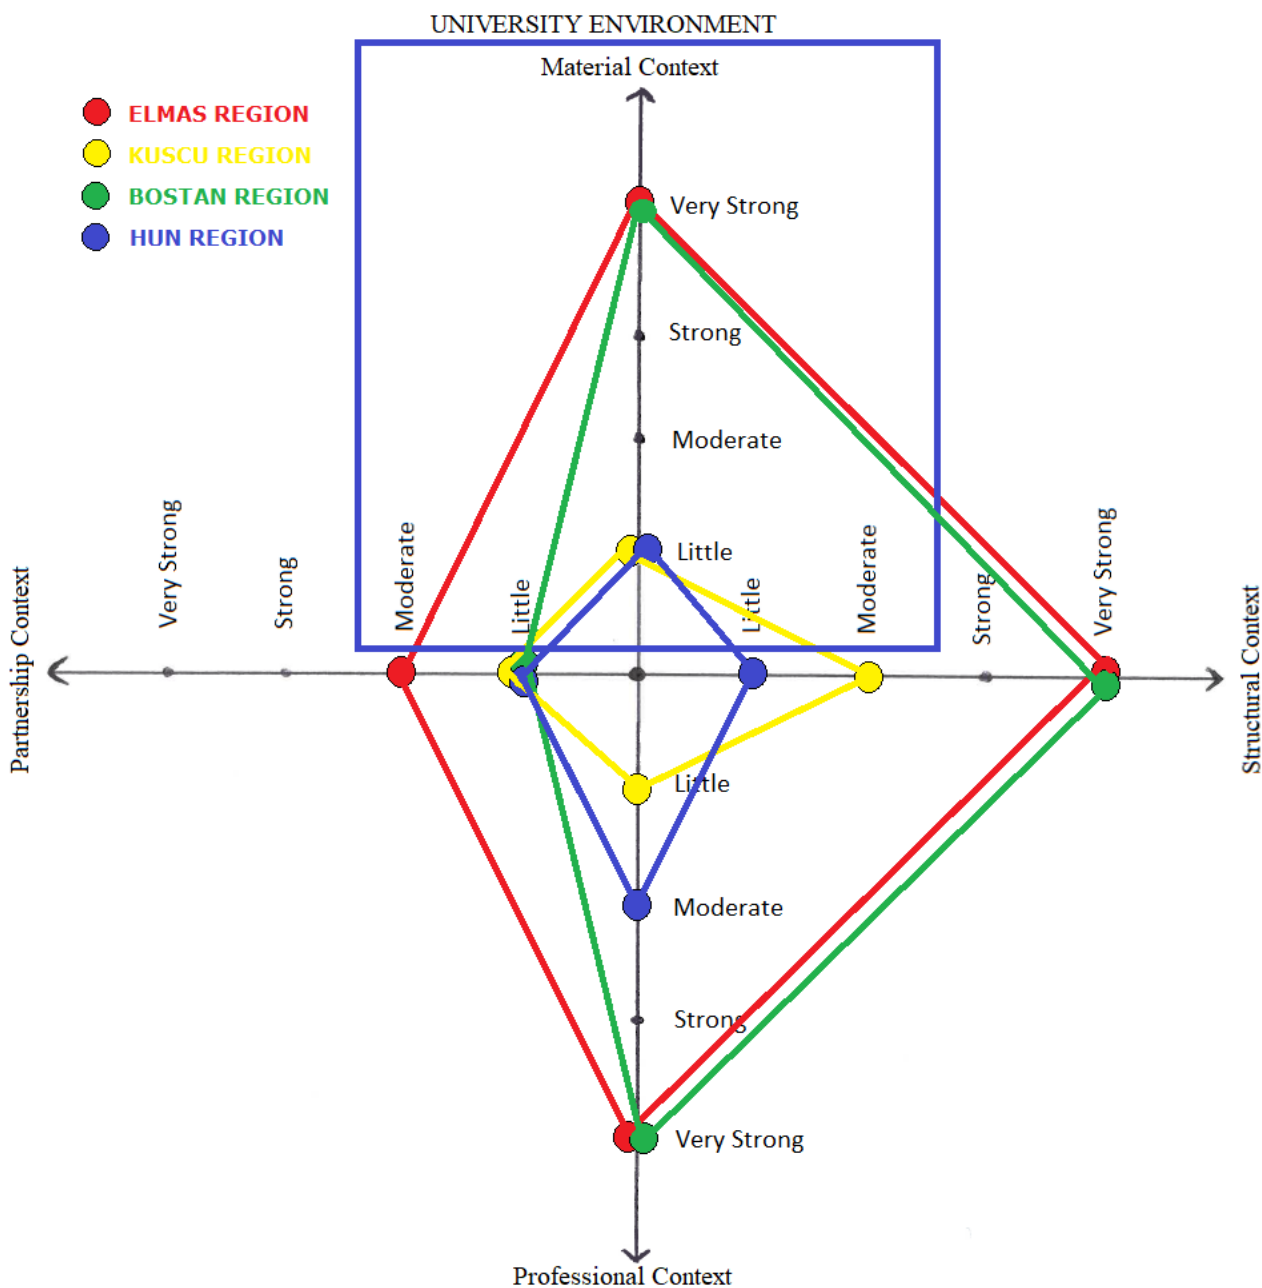 UNIVERSITY ENVIRONMENT
Material Context
ELMAS REGION
KUSCU REGION
BOSTAN REGION
HUN REGION
Very Strong
Strong
Moderate
Little
Very Strong
Strong
Moderate
Little
Little
Moderate
Strong
Very Strong
Partnership Context
Structural Context
Little
Moderate
Strong
Very Strong
Professional Context